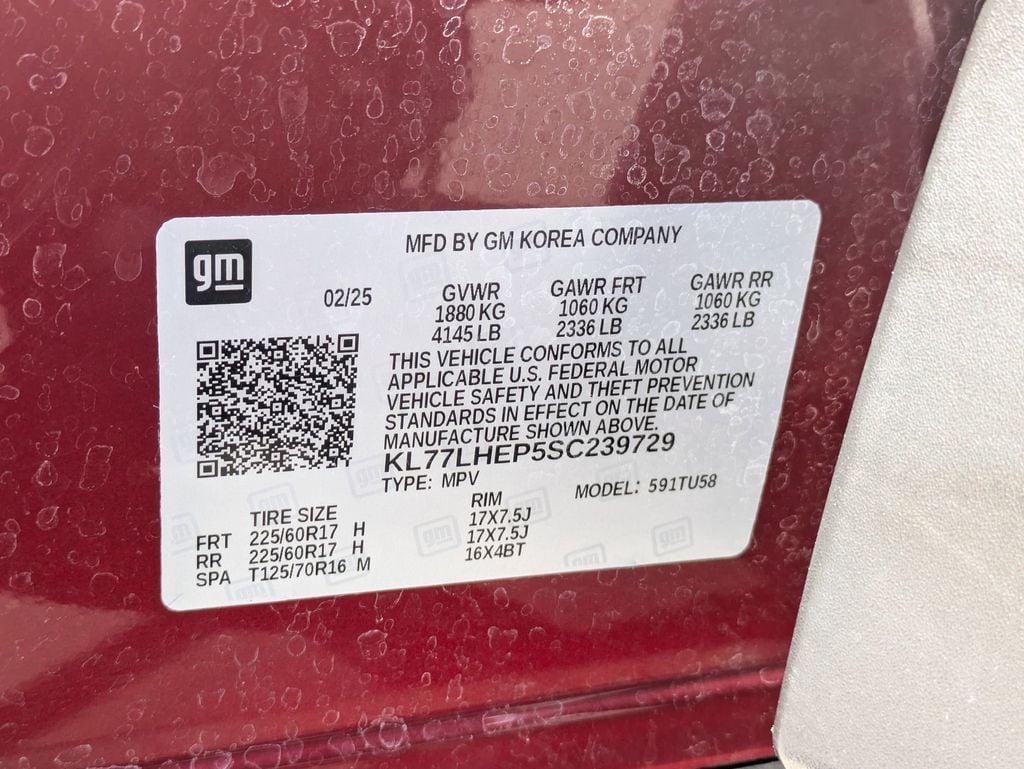 gm
MFD BY GM KOREA COMPANY
02/25
GVWR GAWR FRT GAWR RR
1880 KG 1060 KG 1060 KG
4145 LB 2336 LB 2336 LB
THIS VEHICLE CONFORMS TO ALL
APPLICABLE U.S. FEDERAL MOTOR
VEHICLE SAFETY AND THEFT PREVENTION
STANDARDS IN EFFECT ON THE DATE OF
MANUFACTURE SHOWN ABOVE.
KL77LHEP5SC239729
TYPE: MPV MODEL: 591TU58
TIRE SIZE RIM
FRT 225/60R17 H 17X7.5J
RR 225/60R17 H 17X7.5J
SPA T125/70R16 M 16X4BT